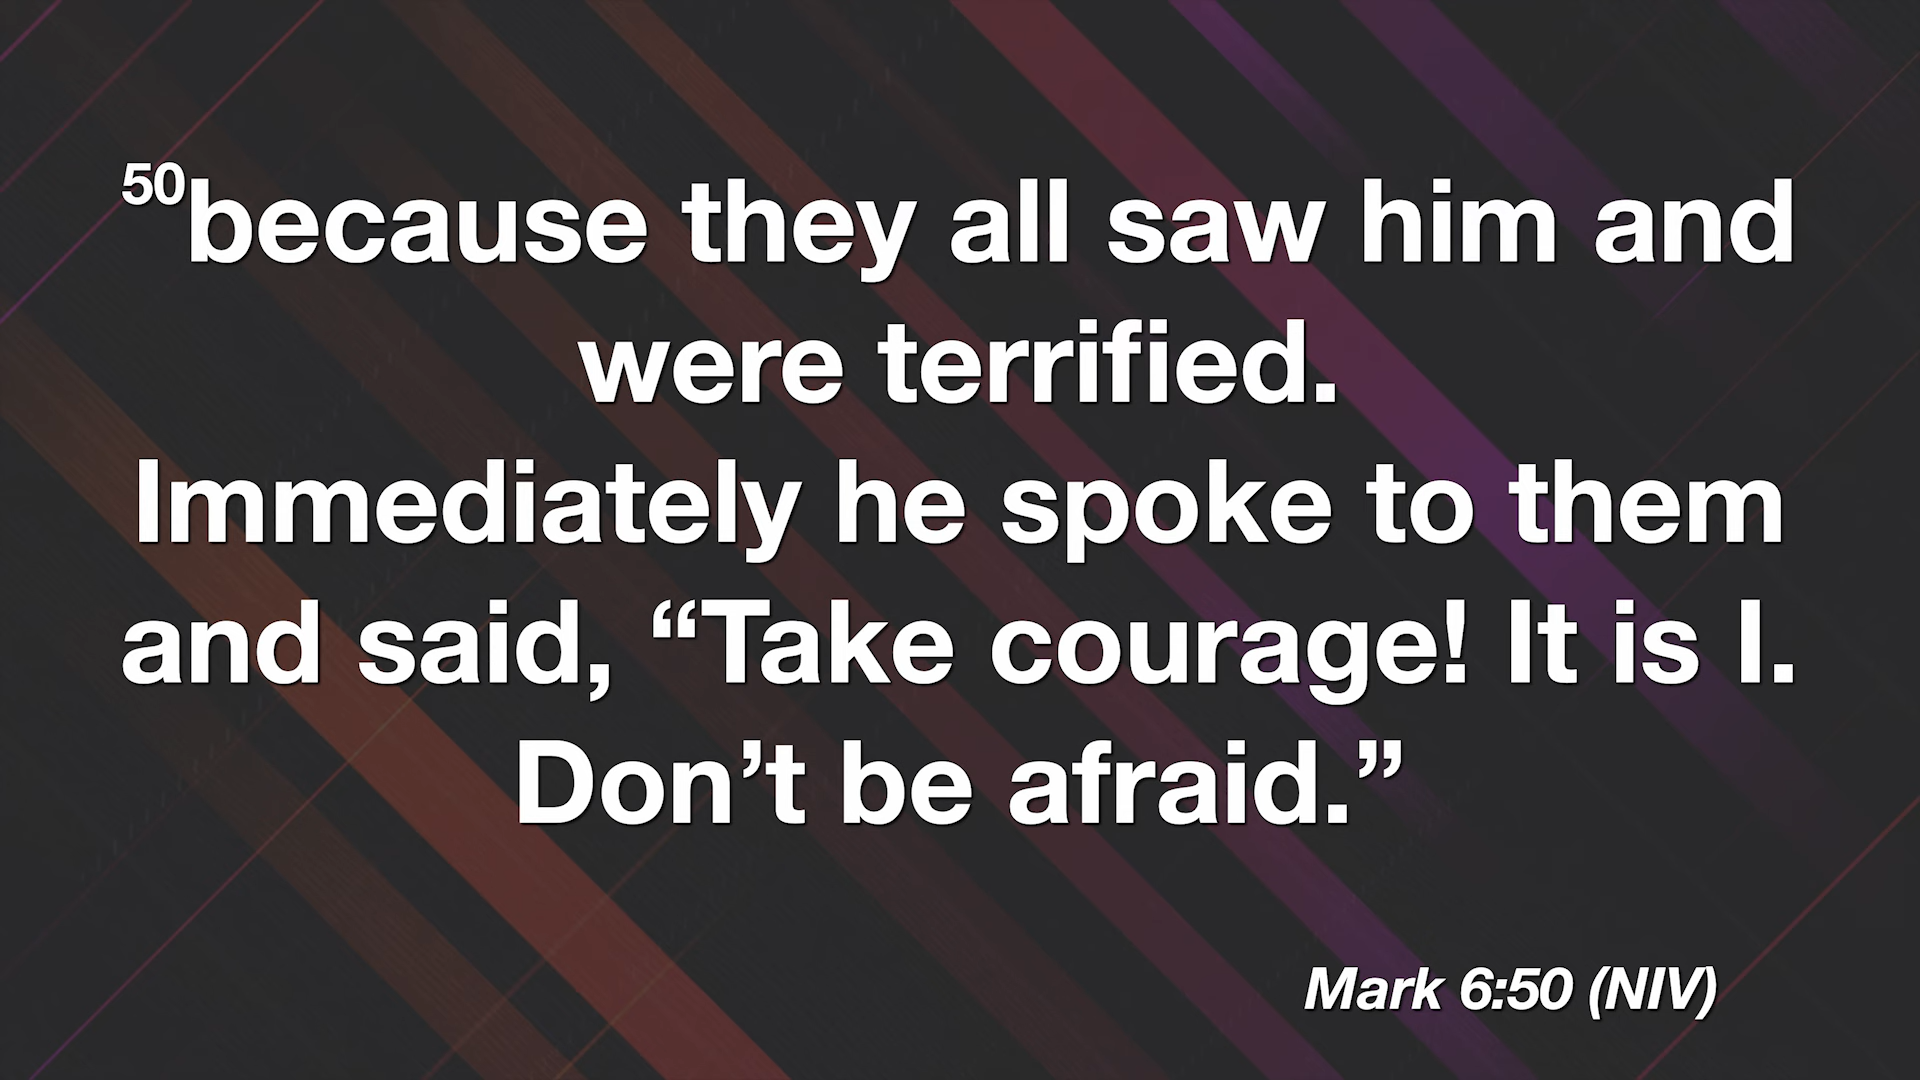 50because they all saw him and
were terrified.
Immediately he spoke to them
and said, “Take courage! It is I.
Don’t be afraid.”
Mark 6:50 (NIV)